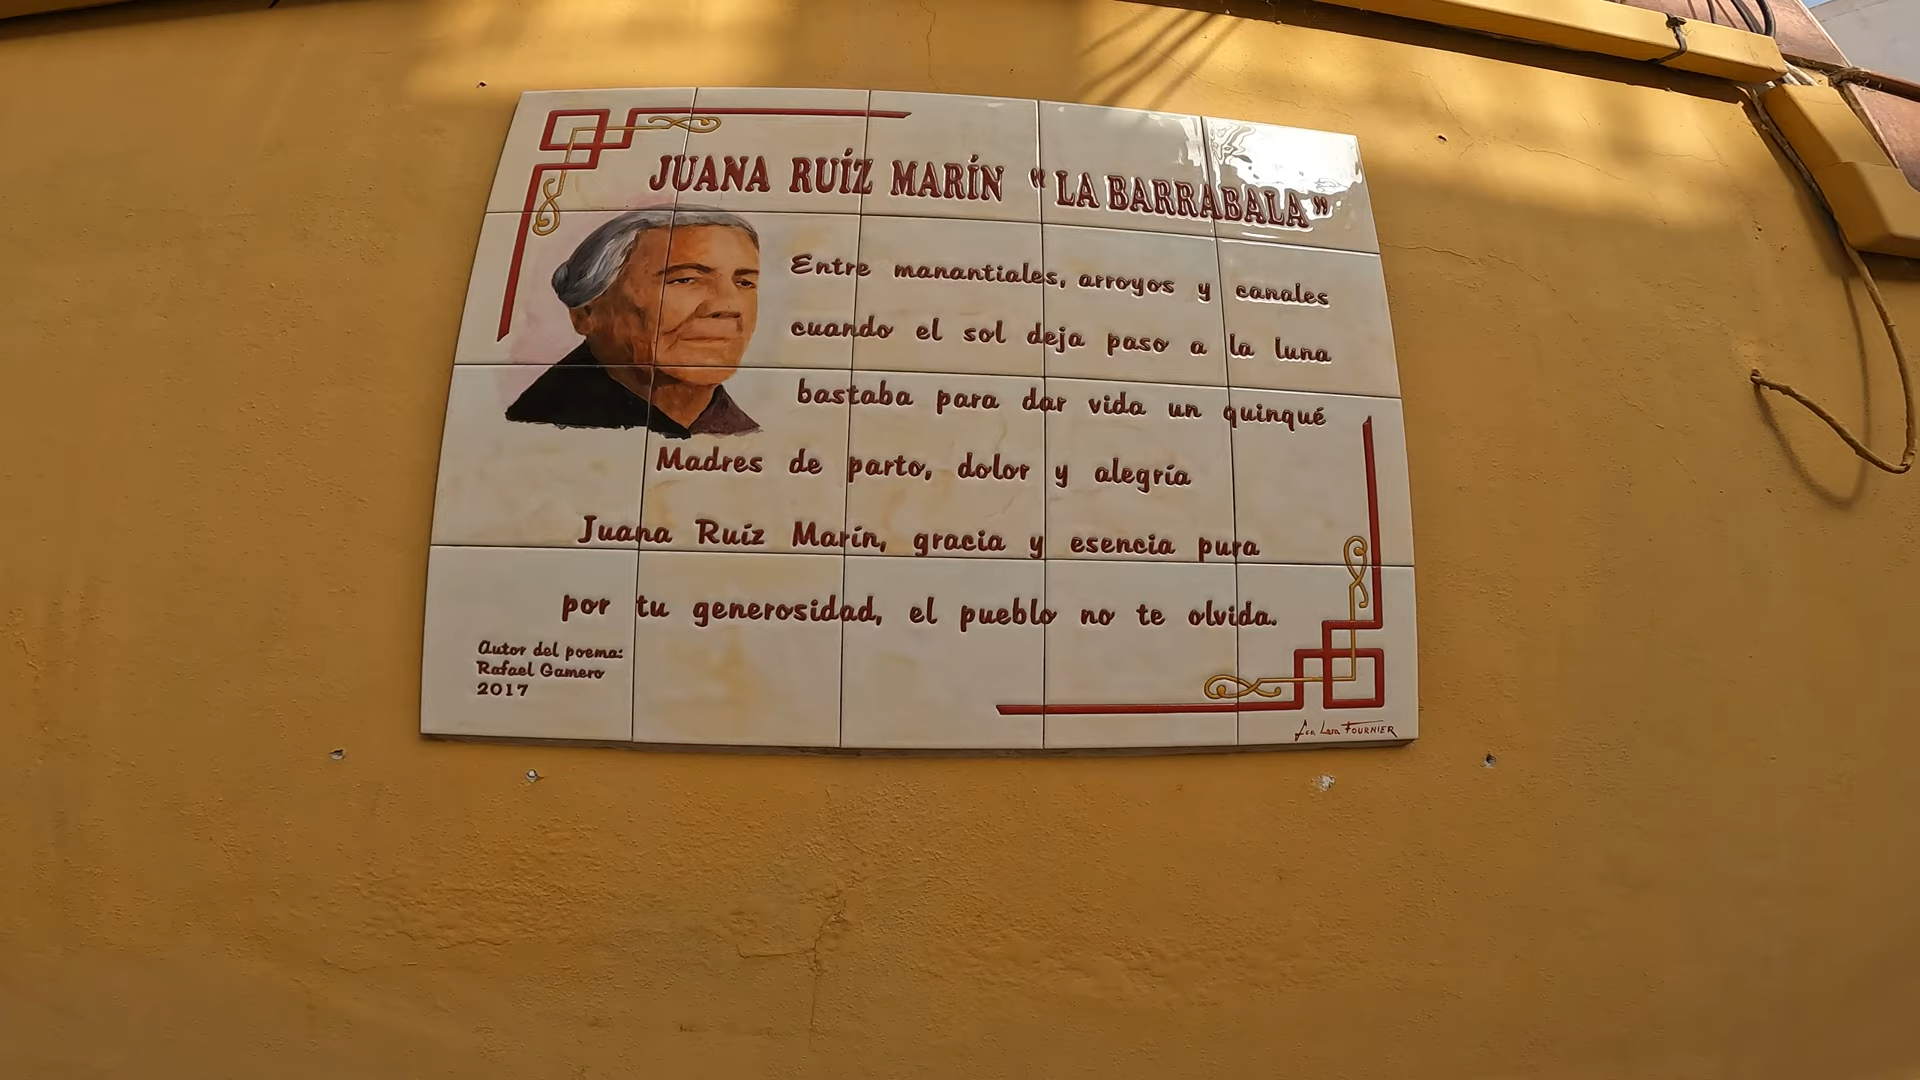 JUANA RUÍZ MARÍN "LA BARRABALA"
Entre manantiales, arroyos y canales
cuando el sol deja paso a la luna
bastaba para dar vida un quinqué
Madres de parto, dolor y alegría
Juana Ruíz Marín, gracia y esencia pura
por tu generosidad, el pueblo no te olvida.
Autor del poema:
Rafael Gamero
2017
Lara FOURNIER